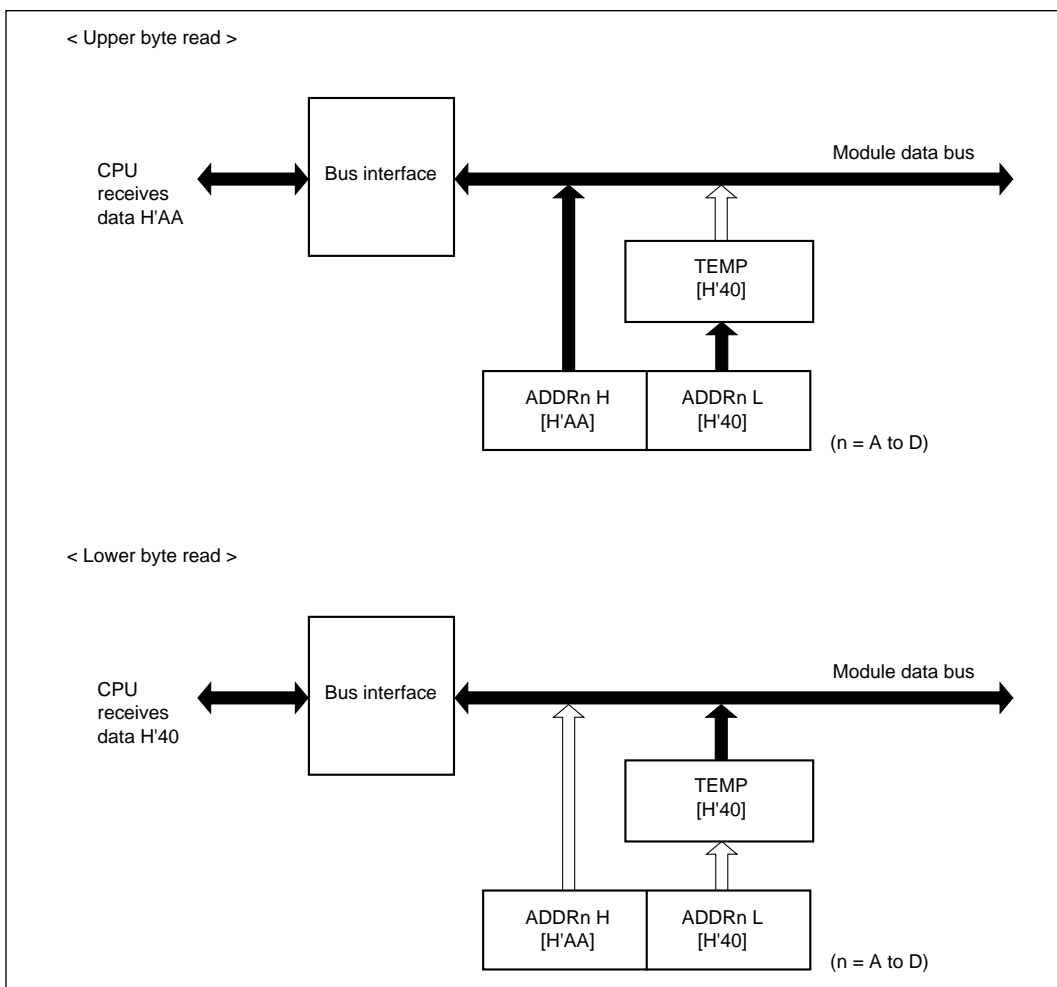 < Upper byte read >
CPU
receives
data H'AA
Bus interface
Module data bus
TEMP
[H'40]
ADDRn H
[H'AA]
ADDRn L
[H'40]
(n = A to D)
< Lower byte read >
CPU
receives
data H'40
Bus interface
Module data bus
TEMP
[H'40]
ADDRn H
[H'AA]
ADDRn L
[H'40]
(n = A to D)